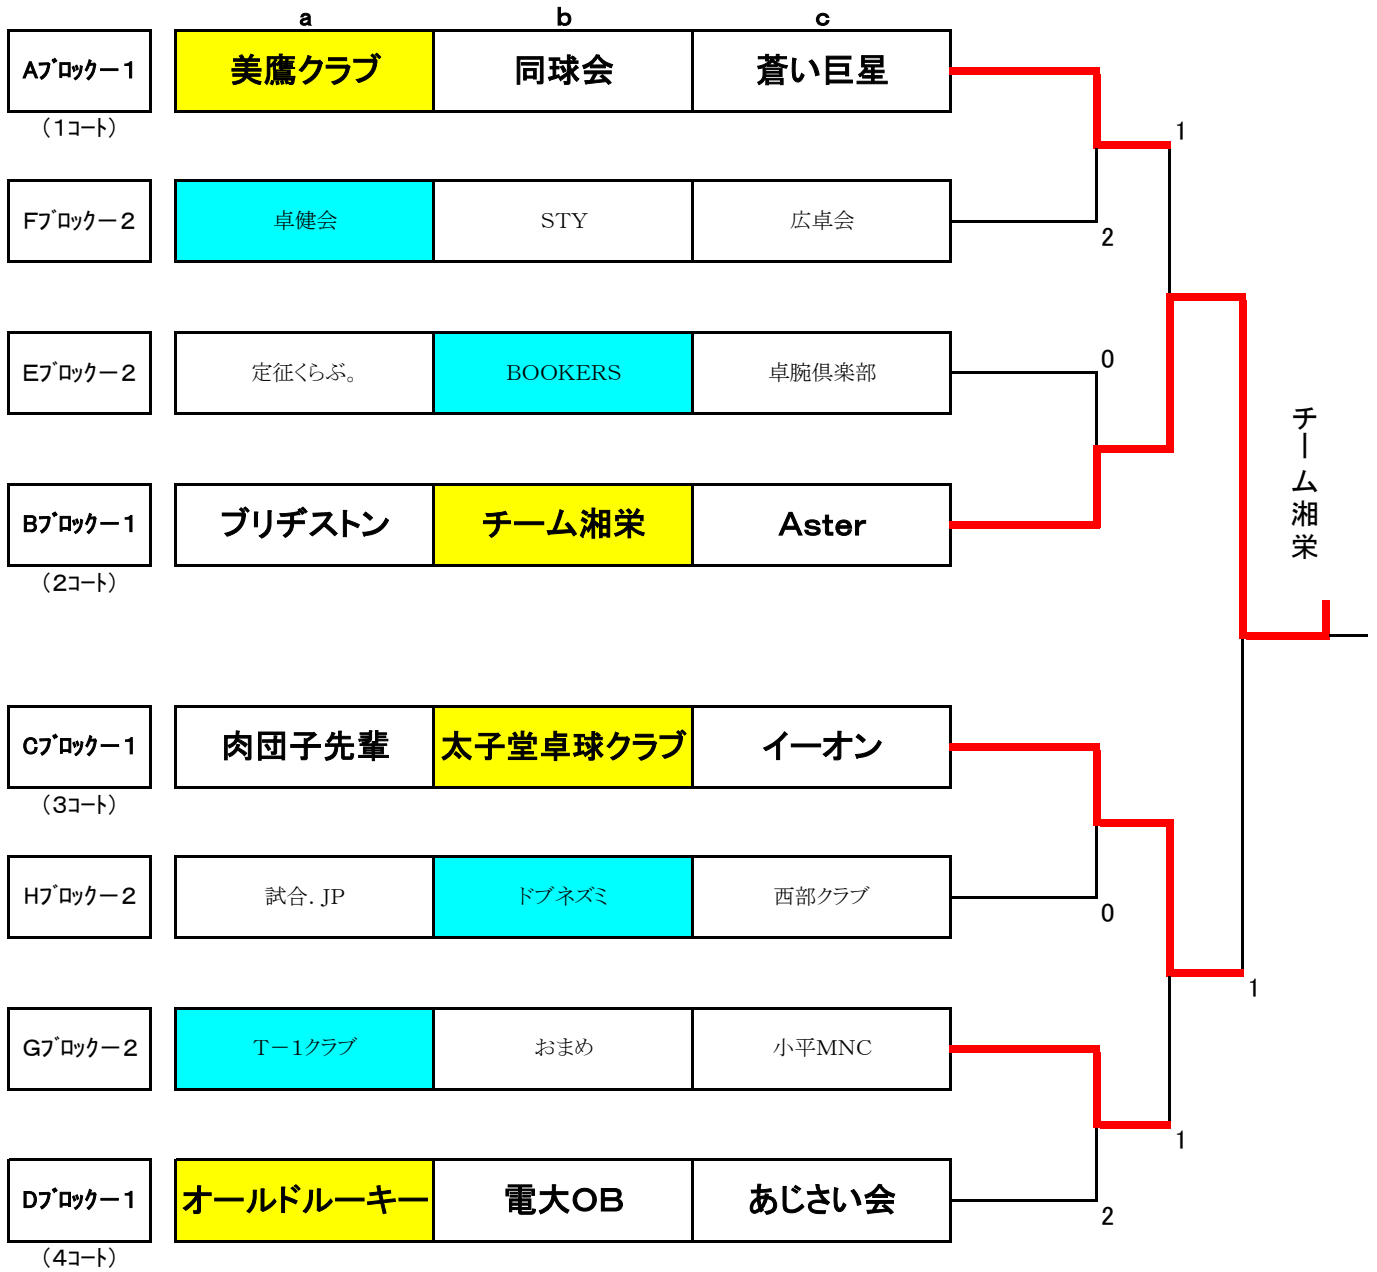 a b c
Aﾌﾞﾛｯｸー1 美鷹クラブ 同球会 蒼い巨星
（1ｺｰﾄ）
1
Fﾌﾞﾛｯｸー2 卓健会 STY 広卓会
2
Eﾌﾞﾛｯｸー2 定征くらぶ。 BOOKERS 卓腕倶楽部
0
チーム湘栄
Bﾌﾞﾛｯｸー1 ブリヂストン チーム湘栄 Aster
（2ｺｰﾄ）
Cﾌﾞﾛｯｸー1 肉団子先輩 太子堂卓球クラブ イーオン
（3ｺｰﾄ）
Hﾌﾞﾛｯｸー2 試合．JP ドブネズミ 西部クラブ
0
1
Gﾌﾞﾛｯｸー2 T－1クラブ おまめ 小平MNC
1
Dﾌﾞﾛｯｸー1 オールドルーキー 電大OB あじさい会
2
（4ｺｰﾄ）